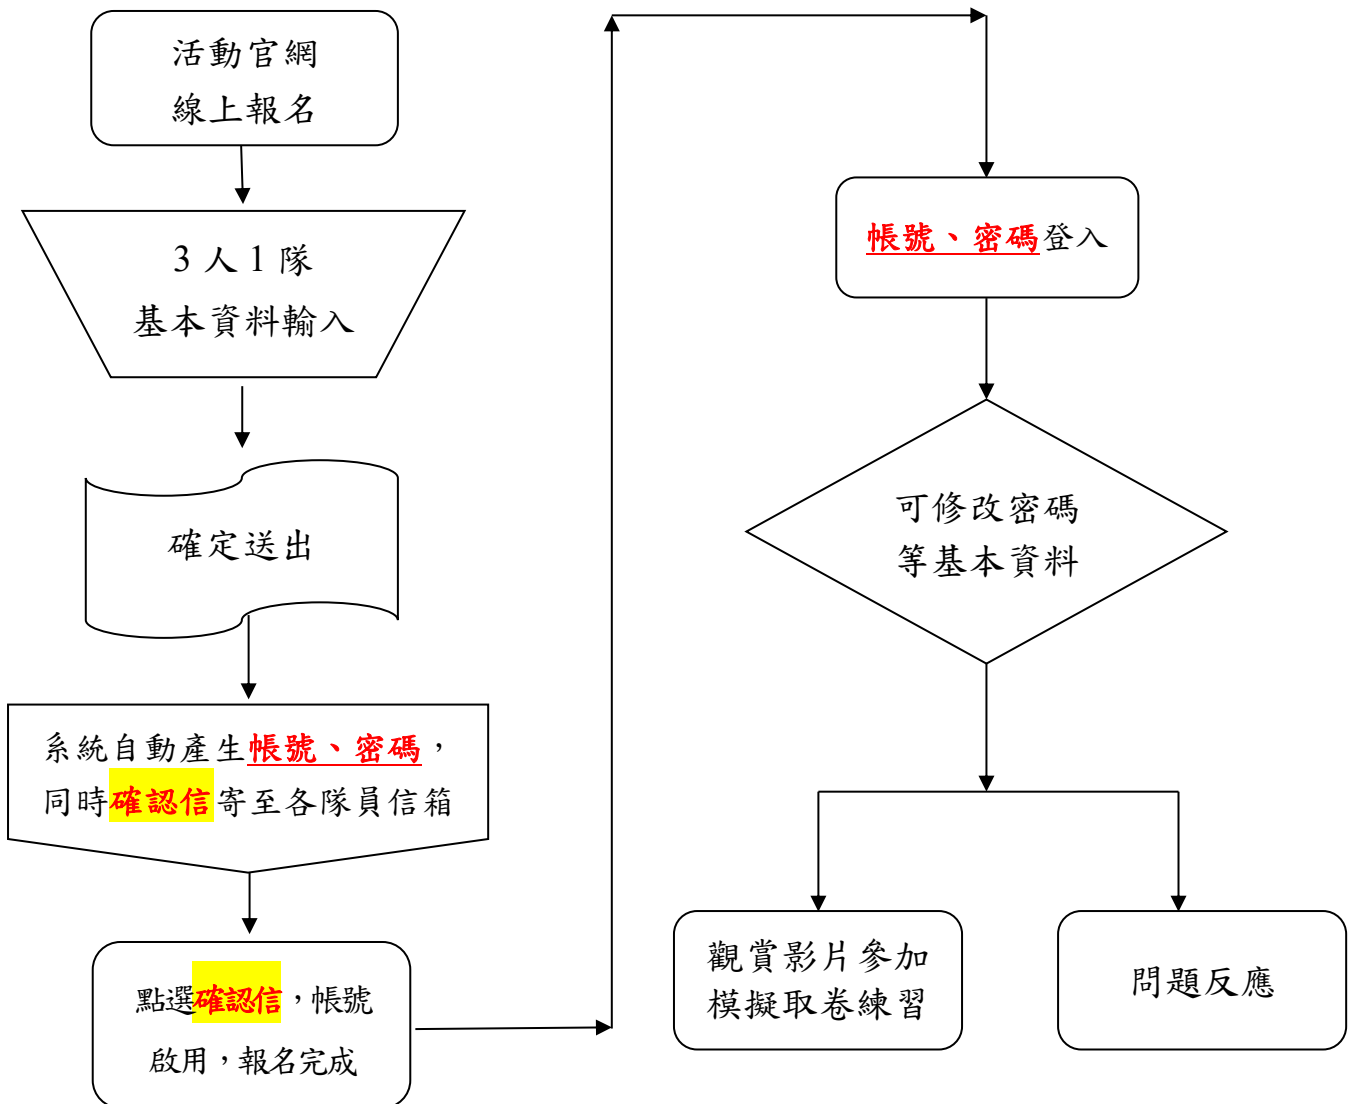 活動官網
線上報名
3人1隊
基本資料輸入
確定送出
系統自動產生帳號、密碼，
同時確認信寄至各隊員信箱
點選確認信，帳號
啟用，報名完成
帳號、密碼登入
可修改密碼
等基本資料
觀賞影片參加
模擬取卷練習
問題反應